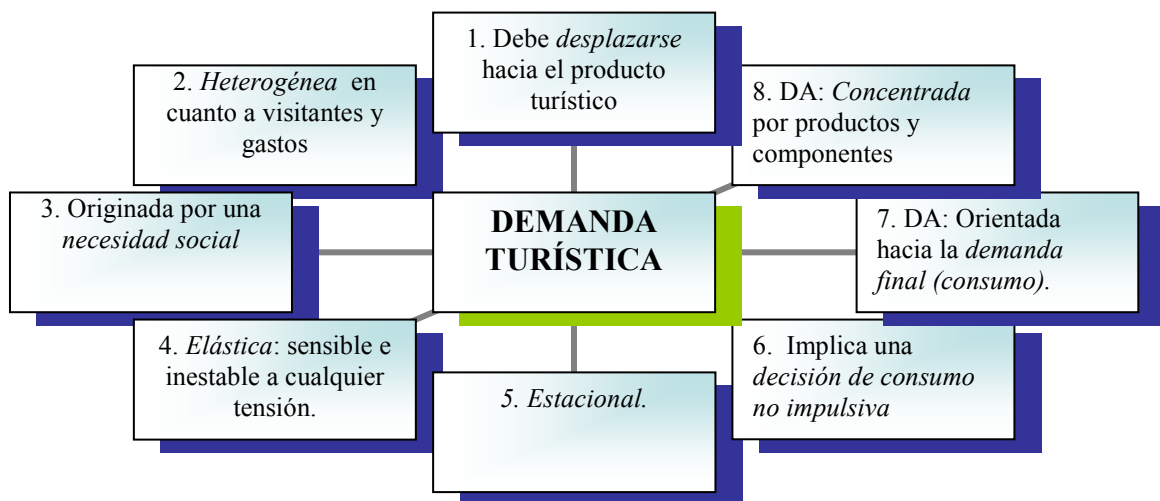 1. Debe desplazarse
hacia el producto
turístico
2. Heterogénea en
cuanto a visitantes y
gastos
8. DA: Concentrada
por productos y
componentes
3. Originada por una
necesidad social
DEMANDA
TURÍSTICA
7. DA: Orientada
hacia la demanda
final (consumo).
4. Elástica: sensible e
inestable a cualquier
tensión.
5. Estacional.
6. Implica una
decisión de consumo
no impulsiva